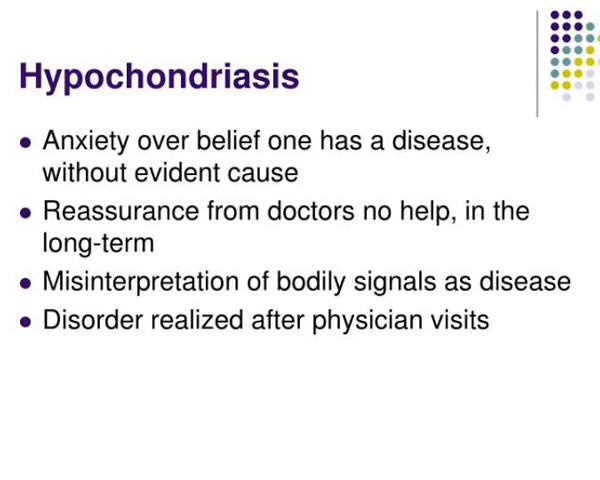 Hypochondriasis
● Anxiety over belief one has a disease,
without evident cause
● Reassurance from doctors no help, in the
long-term
● Misinterpretation of bodily signals as disease
● Disorder realized after physician visits